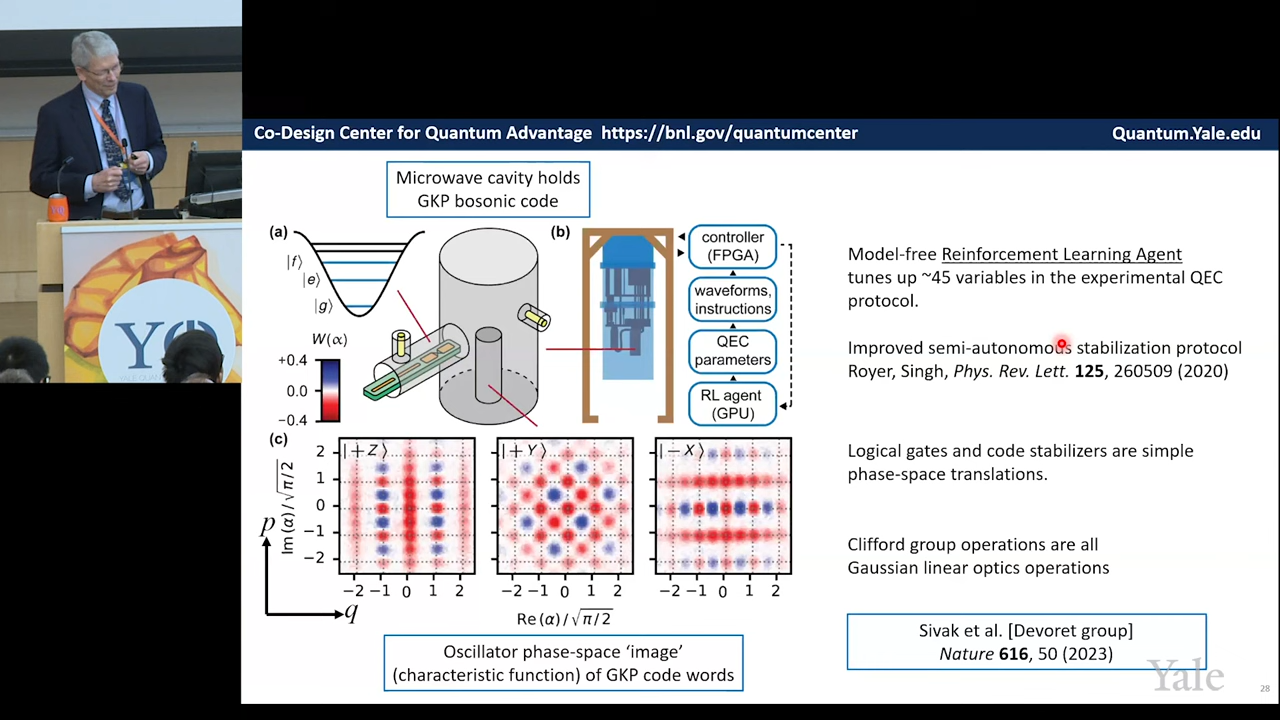 Co-Design Center for Quantum Advantage https://bnl.gov/quantumcenter
Quantum.Yale.edu
Microwave cavity holds
GKP bosonic code
(a)
|f⟩
|e⟩
|g⟩
W(α)
+0.4
0.0
−0.4
(b)
controller
(FPGA)
waveforms,
instructions
QEC
parameters
RL agent
(GPU)
(c)
|+Z⟩
|+Y⟩
|−X⟩
Im(α)/√π/2
2
1
0
−1
−2
p
q
−2 −1 0 1 2
−2 −1 0 1 2
−2 −1 0 1 2
Re(α)/√π/2
Oscillator phase-space ‘image’
(characteristic function) of GKP code words
Model-free Reinforcement Learning Agent
tunes up ~45 variables in the experimental QEC
protocol.
Improved semi-autonomous stabilization protocol
Royer, Singh, Phys. Rev. Lett. 125, 260509 (2020)
Logical gates and code stabilizers are simple
phase-space translations.
Clifford group operations are all
Gaussian linear optics operations
Sivak et al. [Devoret group]
Nature 616, 50 (2023)
Yale
28